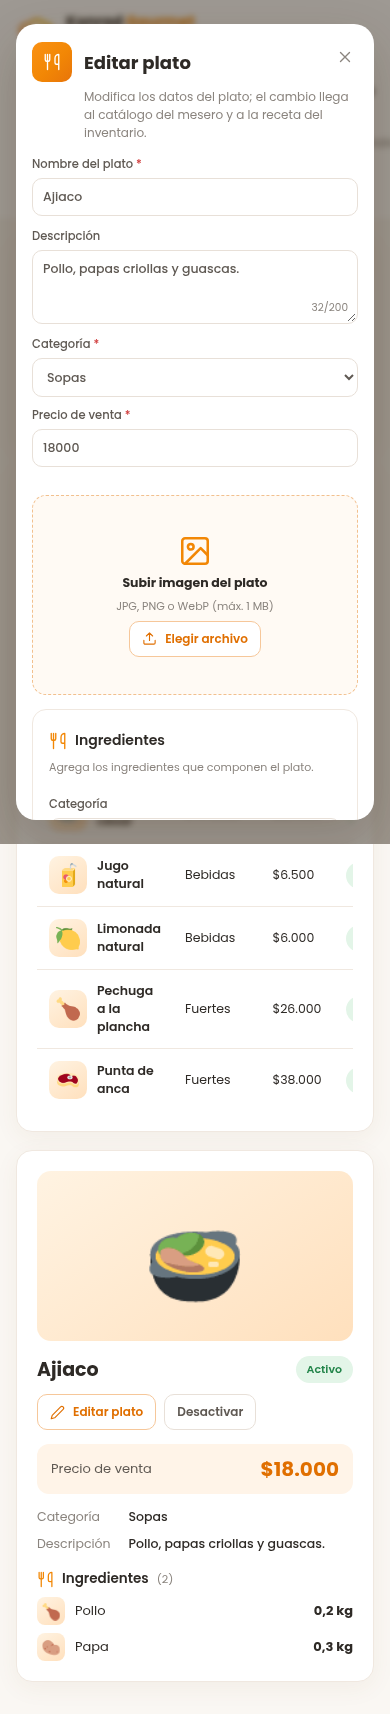 Editar plato
Modifica los datos del plato; el cambio llega
al catálogo del mesero y a la receta del
inventario.
Nombre del plato *
Ajiaco
Descripción
Pollo, papas criollas y guascas.
32/200
Categoría *
Sopas
Precio de venta *
18000
Subir imagen del plato
JPG, PNG o WebP (máx. 1 MB)
Elegir archivo
Ingredientes
Agrega los ingredientes que componen el plato.
Categoría
Jugo
natural
Bebidas
$6.500
Limonada
natural
Bebidas
$6.000
Pechuga
a la
plancha
Fuertes
$26.000
Punta de
anca
Fuertes
$38.000
Ajiaco
Activo
Editar plato
Desactivar
Precio de venta
$18.000
Categoría
Sopas
Descripción
Pollo, papas criollas y guascas.
Ingredientes (2)
Pollo
0,2 kg
Papa
0,3 kg